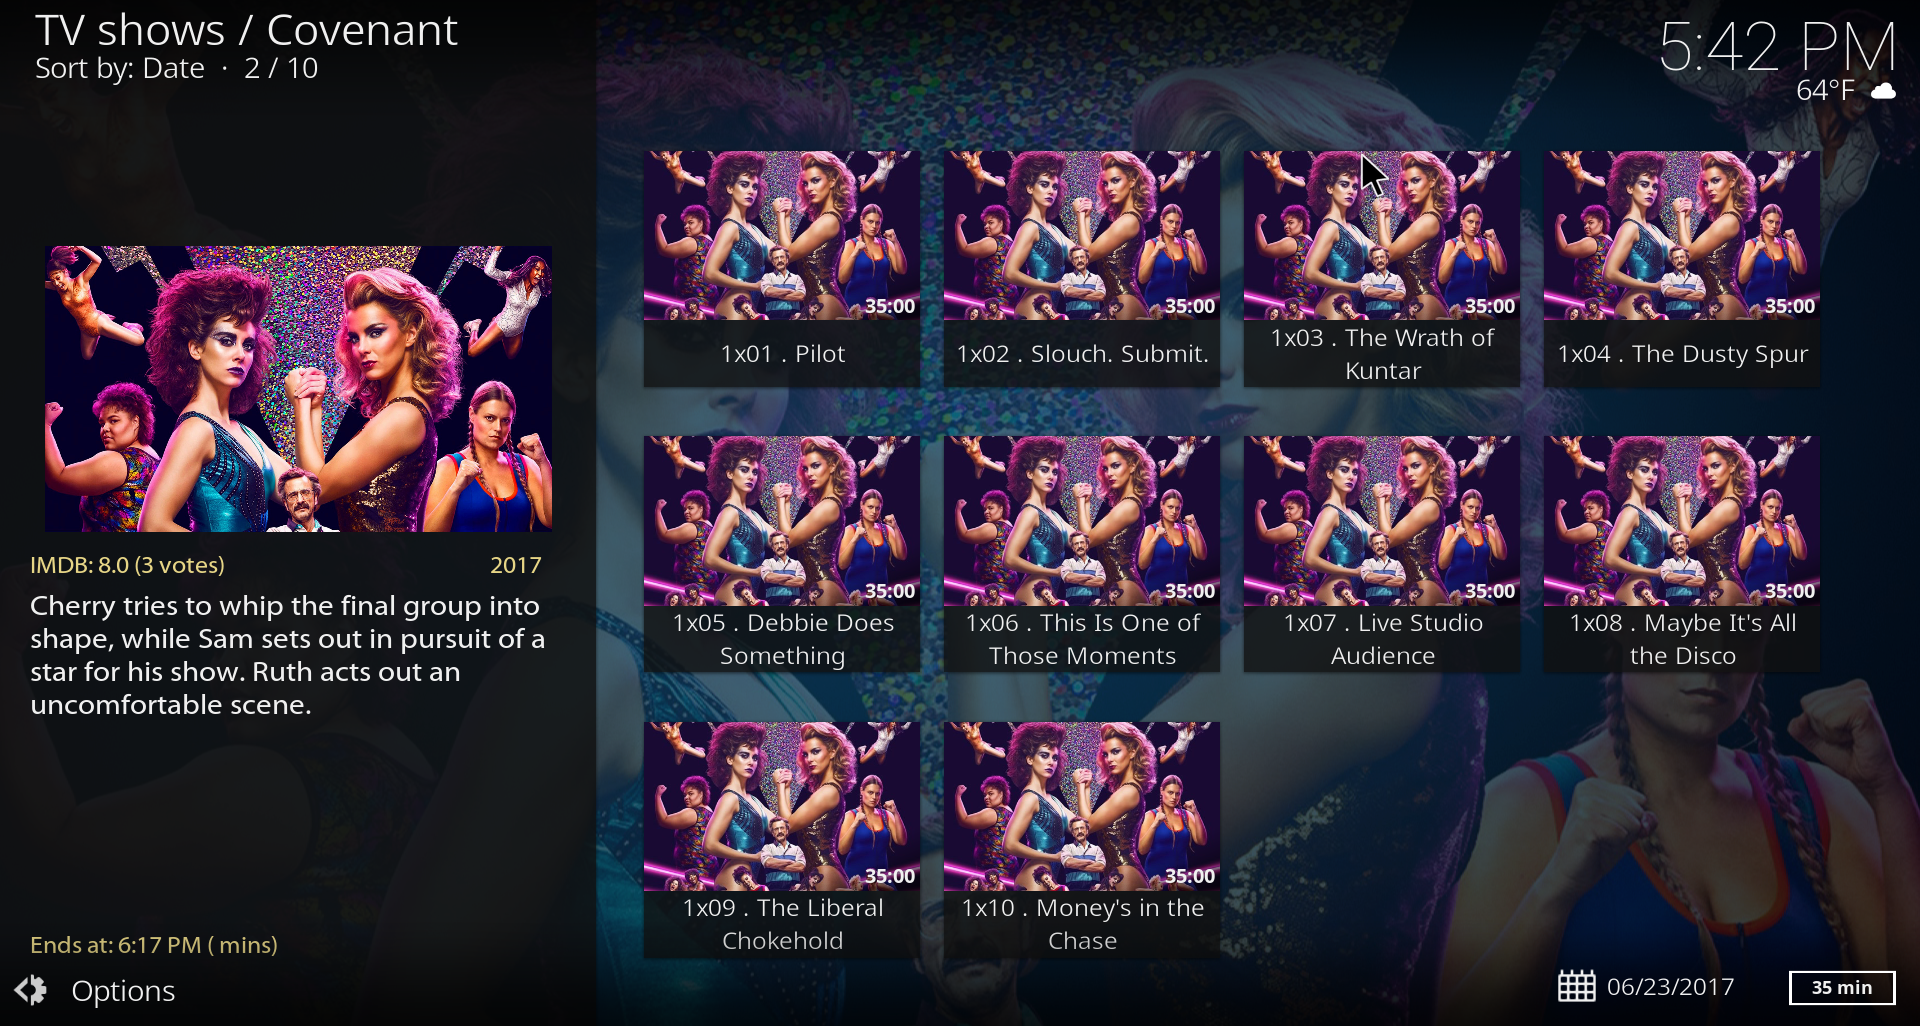 TV shows / Covenant
Sort by: Date · 2 / 10
5:42 PM
64°F
35:00
35:00
35:00
35:00
1x01 . Pilot
1x02 . Slouch. Submit.
1x03 . The Wrath of
Kuntar
1x04 . The Dusty Spur
35:00
35:00
35:00
35:00
1x05 . Debbie Does
Something
1x06 . This Is One of
Those Moments
1x07 . Live Studio
Audience
1x08 . Maybe It's All
the Disco
35:00
35:00
1x09 . The Liberal
Chokehold
1x10 . Money's in the
Chase
IMDB: 8.0 (3 votes)
2017
Cherry tries to whip the final group into
shape, while Sam sets out in pursuit of a
star for his show. Ruth acts out an
uncomfortable scene.
Ends at: 6:17 PM ( mins)
Options
06/23/2017
35 min